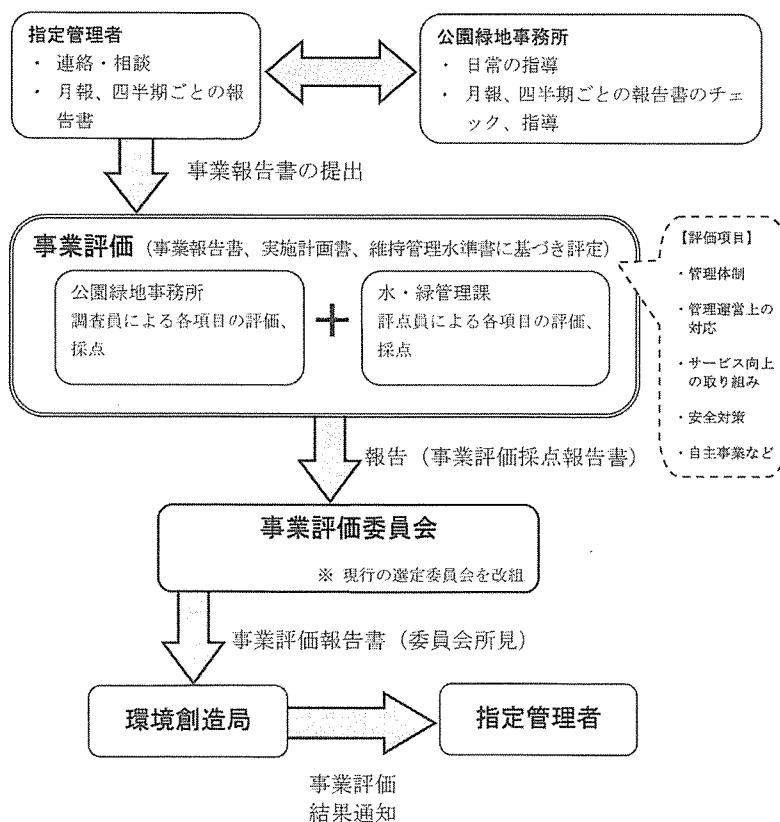 指定管理者
・ 連絡・相談
・ 月報、四半期ごとの報
告書
公園緑地事務所
・ 日常の指導
・ 月報、四半期ごとの報告書のチェ
ック、指導
事業報告書の提出
事業評価（事業報告書、実施計画書、維持管理水準書に基づき評定）
公園緑地事務所
調査員による各項目の評価、
採点
＋
水・緑管理課
評点員による各項目の評価、
採点
【評価項目】
・管理体制
・管理運営上の
対応
・サービス向上
の取り組み
・安全対策
・自主事業など
報告（事業評価採点報告書）
事業評価委員会
※ 現行の選定委員会を改組
事業評価報告書（委員会所見）
環境創造局
指定管理者
事業評価
結果通知